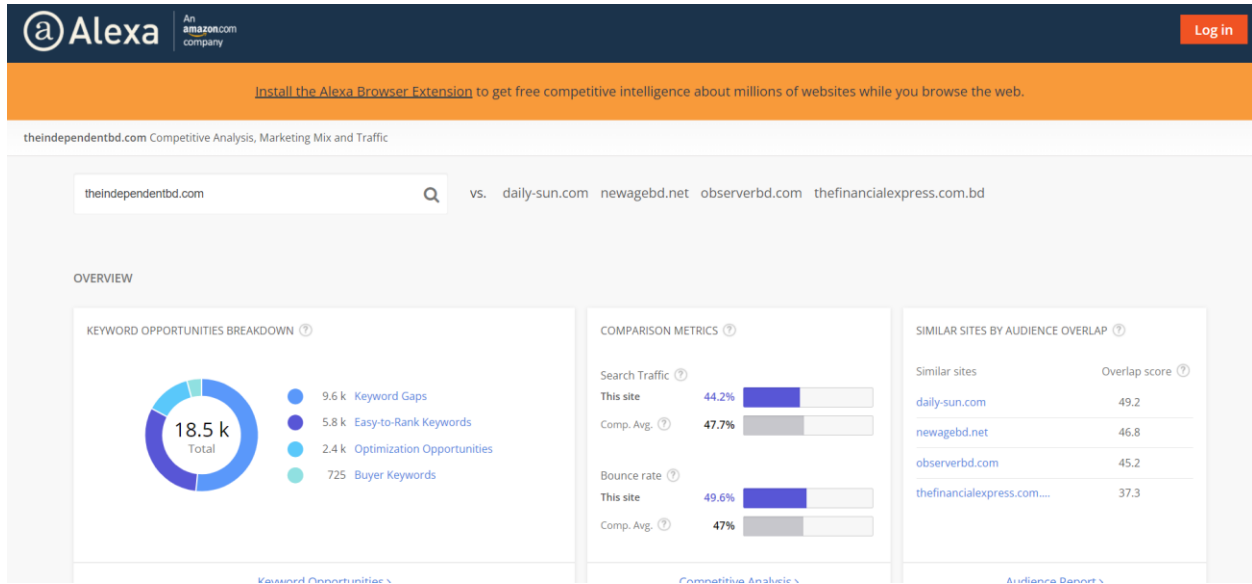 a Alexa
An
amazon.com
company
Log in
Install the Alexa Browser Extension to get free competitive intelligence about millions of websites while you browse the web.
theindependentbd.com Competitive Analysis, Marketing Mix and Traffic
theindependentbd.com
vs. daily-sun.com newagebd.net observerbd.com thefinancialexpress.com.bd
OVERVIEW
KEYWORD OPPORTUNITIES BREAKDOWN ?
18.5 k
Total
9.6 k Keyword Gaps
5.8 k Easy-to-Rank Keywords
2.4 k Optimization Opportunities
725 Buyer Keywords
Keyword Opportunities >
COMPARISON METRICS ?
Search Traffic ?
This site 44.2%
Comp. Avg. ? 47.7%
Bounce rate ?
This site 49.6%
Comp. Avg. ? 47%
Competitive Analysis >
SIMILAR SITES BY AUDIENCE OVERLAP ?
Similar sites Overlap score ?
daily-sun.com 49.2
newagebd.net 46.8
observerbd.com 45.2
thefinancialexpress.com.... 37.3
Audience Report >